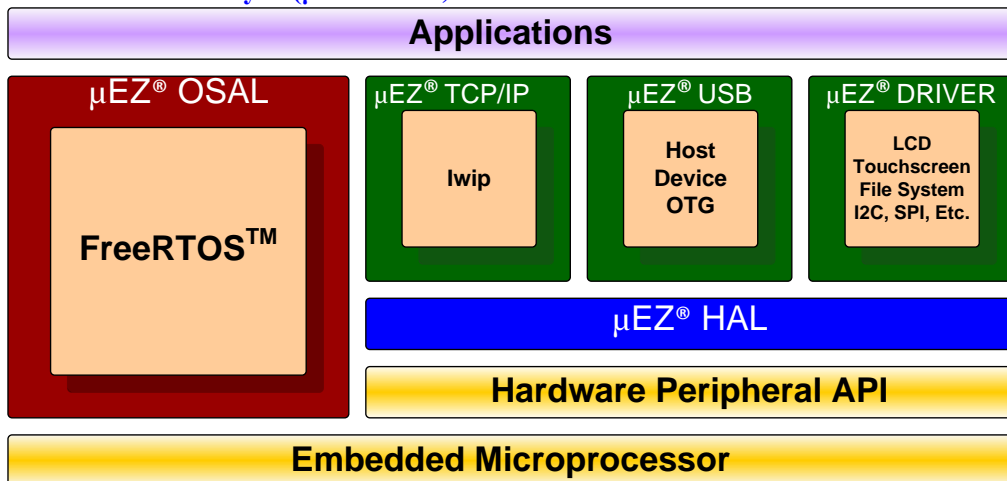 Applications
µEZ® OSAL
FreeRTOS™
µEZ® TCP/IP
lwip
µEZ® USB
Host
Device
OTG
µEZ® DRIVER
LCD
Touchscreen
File System
I2C, SPI, Etc.
µEZ® HAL
Hardware Peripheral API
Embedded Microprocessor